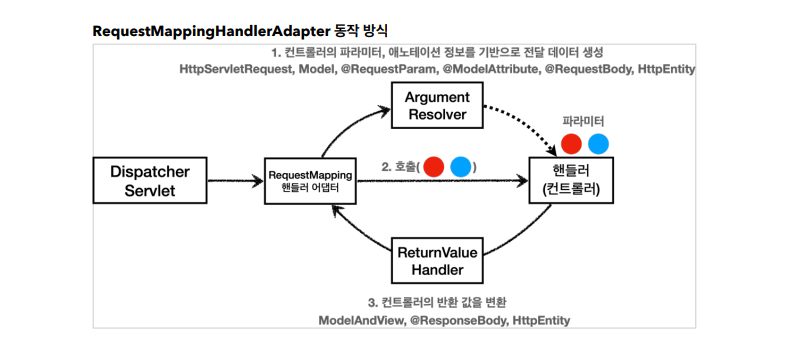 RequestMappingHandlerAdapter 동작 방식
1. 컨트롤러의 파라미터, 애노테이션 정보를 기반으로 전달 데이터 생성
HttpServletRequest, Model, @RequestParam, @ModelAttribute, @RequestBody, HttpEntity
Argument
Resolver
파라미터
Dispatcher
Servlet
RequestMapping
핸들러 어댑터
2. 호출( )
핸들러
(컨트롤러)
ReturnValue
Handler
3. 컨트롤러의 반환 값을 변환
ModelAndView, @ResponseBody, HttpEntity